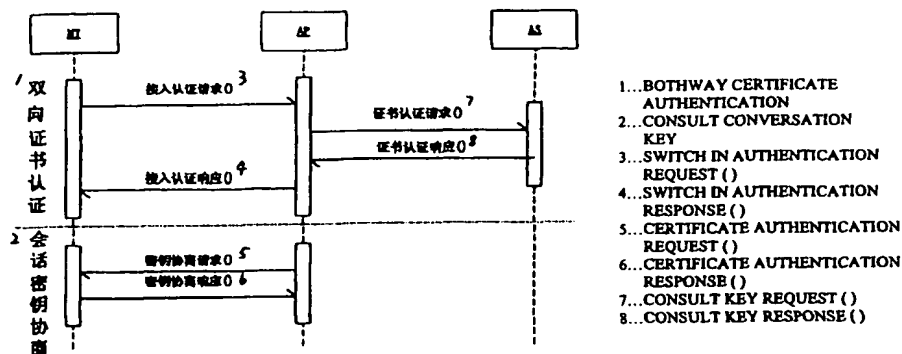 MT
AP
AS
1
双向证书认证
接入认证请求() 3
证书认证请求() 7
证书认证响应() 8
接入认证响应() 4
2
会话密钥协商
密钥协商请求() 5
密钥协商响应() 6
1...BOTHWAY CERTIFICATE
AUTHENTICATION
2...CONSULT CONVERSATION
KEY
3...SWITCH IN AUTHENTICATION
REQUEST ( )
4...SWITCH IN AUTHENTICATION
RESPONSE ( )
5...CERTIFICATE AUTHENTICATION
REQUEST ( )
6...CERTIFICATE AUTHENTICATION
RESPONSE ( )
7...CONSULT KEY REQUEST ( )
8...CONSULT KEY RESPONSE ( )